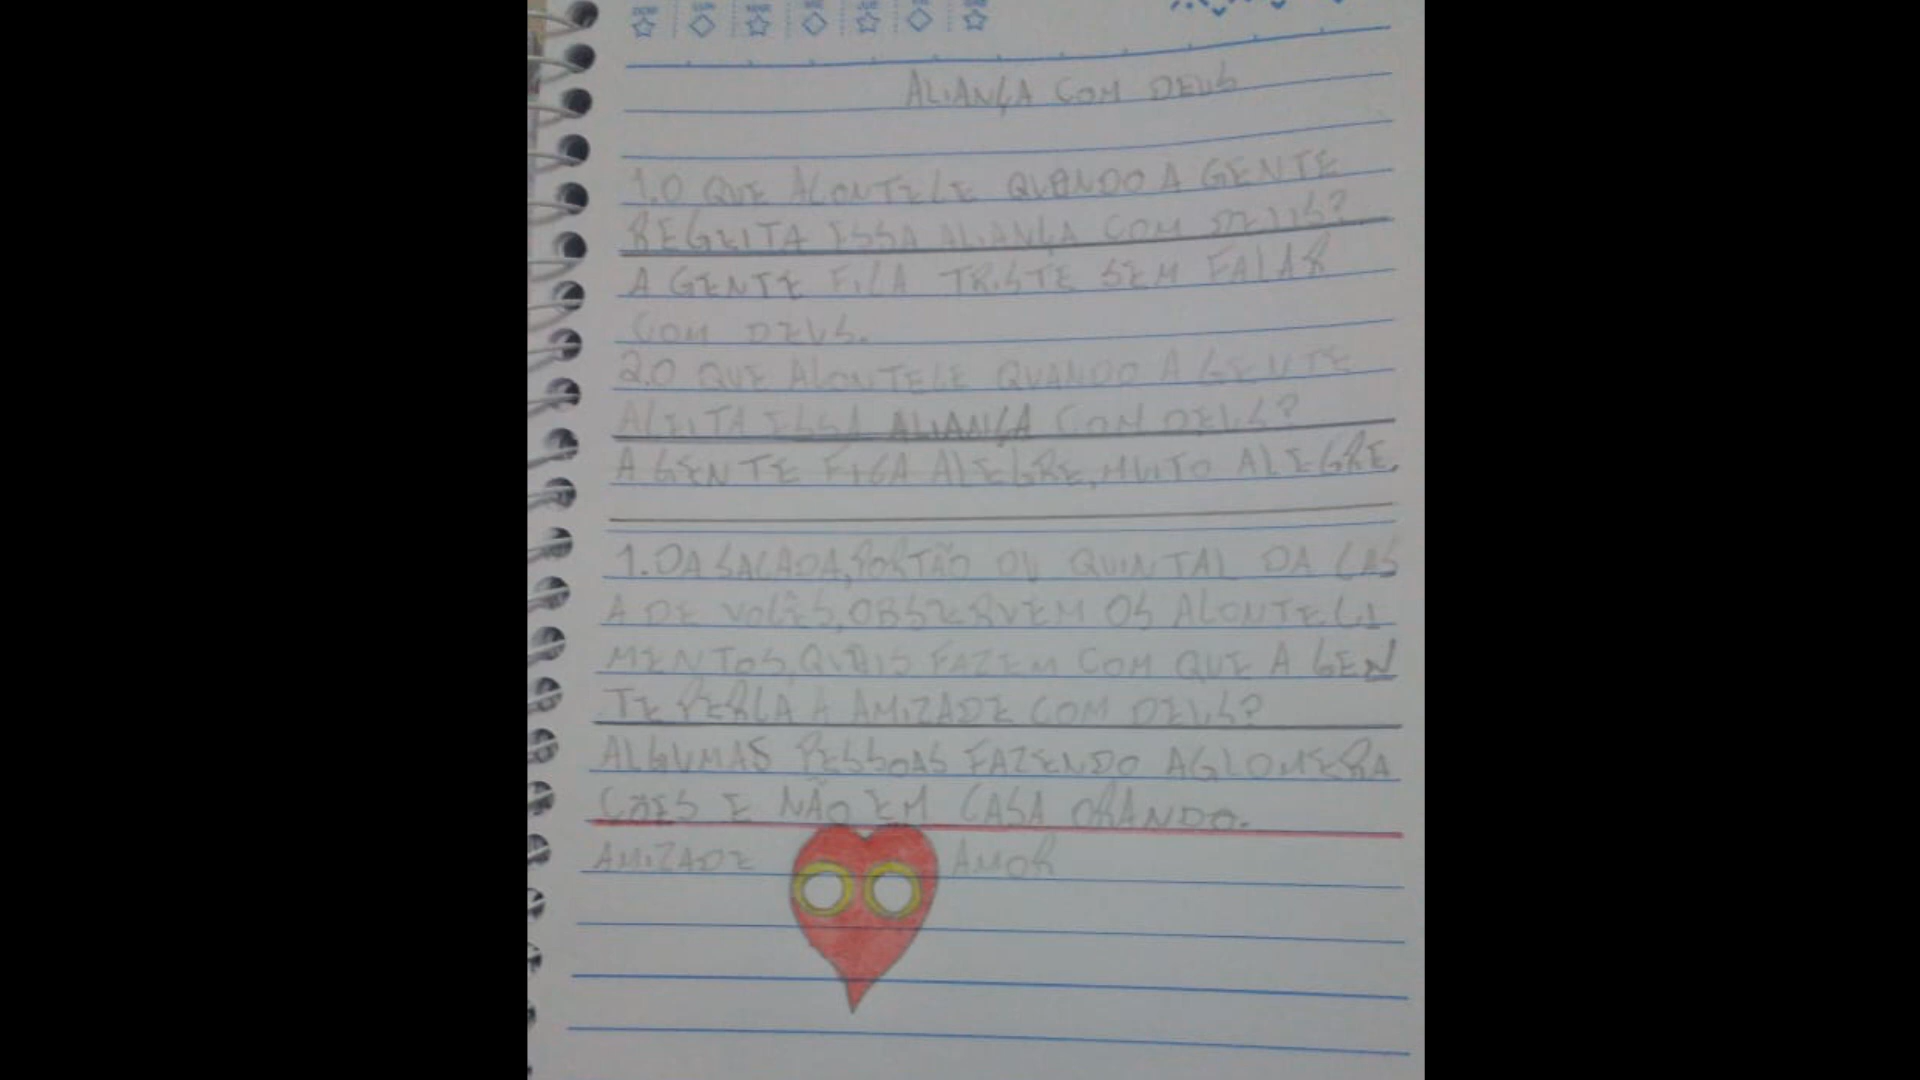 ALIANÇA COM DEUS
1.O QUE ACONTECE QUANDO A GENTE
REGEITA ESSA ALIANÇA COM DEUS?
A GENTE FICA TRISTE SEM FALAR
COM DEUS.
2.O QUE ACONTECE QUANDO A GENTE
ACEITA ESSA ALIANÇA COM DEUS?
A GENTE FICA ALEGRE, MUITO ALEGRE.
1.DA SACADA, PORTÃO OU QUINTAL DA CAS
A DE VOCÊS, OBSERVEM OS ACONTECI
MENTOS, QUAIS FAZEM COM QUE A GEN
TE PERCA A AMIZADE COM DEUS?
ALGUMAS PESSOAS FAZENDO AGLOMERA
CÕES E NÃO EM CASA ORANDO.
AMIZADE AMOR